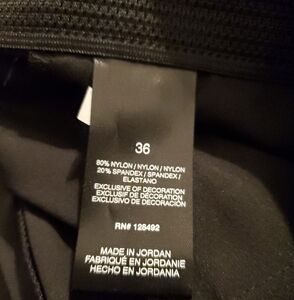 36
80% NYLON / NYLON / NYLON
20% SPANDEX / SPANDEX /
ELASTANO
EXCLUSIVE OF DECORATION
EXCLUSIF DE DÉCORATION
EXCLUSIVO DE DECORACIÓN
RN# 128492
MADE IN JORDAN
FABRIQUÉ EN JORDANIE
HECHO EN JORDANIA